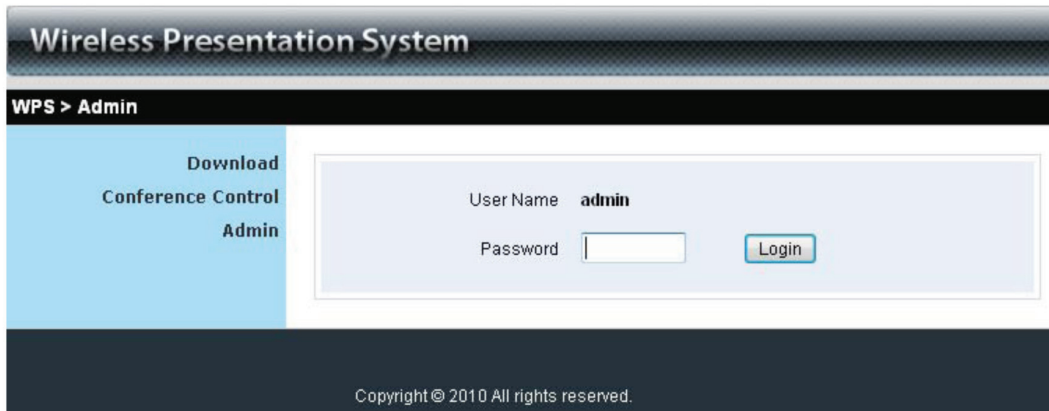 Wireless Presentation System
WPS > Admin
Download
Conference Control
Admin
User Name admin
Password Login
Copyright © 2010 All rights reserved.